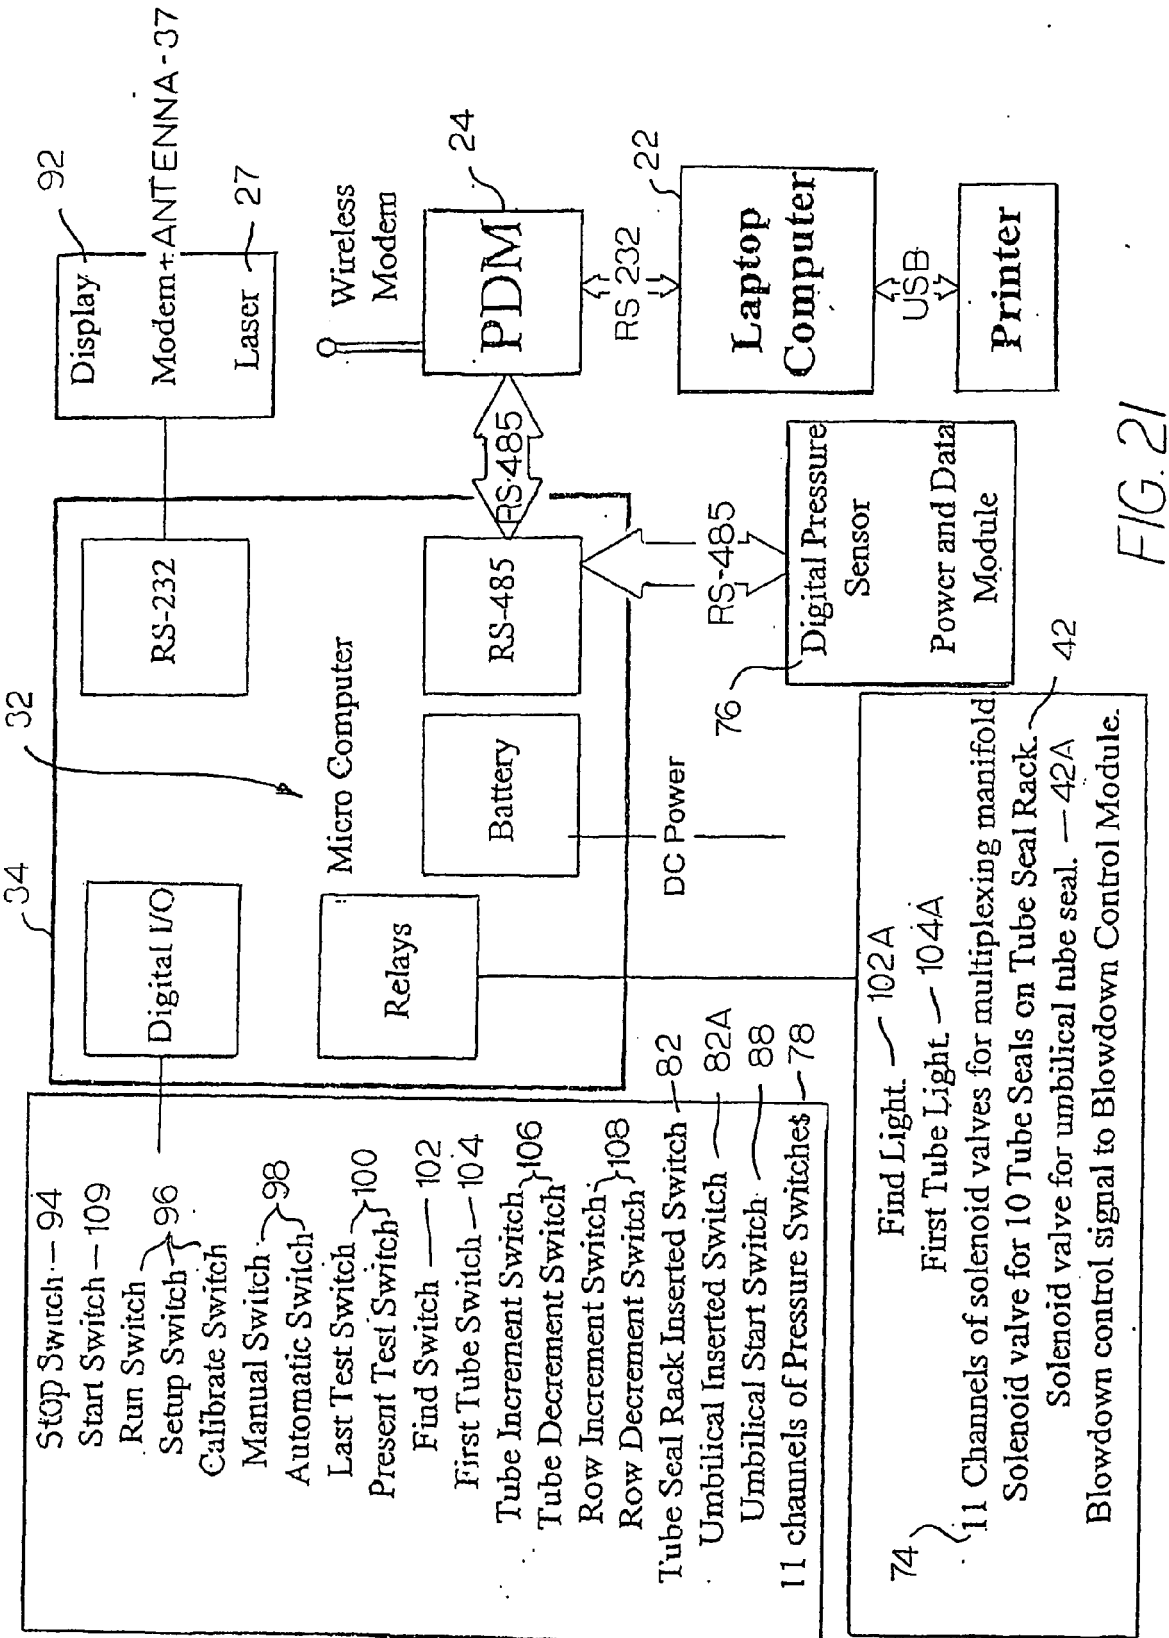 Stop Switch - 94
Start Switch - 109
Run Switch
Setup Switch 96
Calibrate Switch
Manual Switch
Automatic Switch 98
Last Test Switch
Present Test Switch 100
Find Switch - 102
First Tube Switch - 104
Tube Increment Switch
Tube Decrement Switch 106
Row Increment Switch
Row Decrement Switch 108
Tube Seal Rack Inserted Switch - 82
Umbilical Inserted Switch 82A
Umbilical Start Switch 88
11 channels of Pressure Switches 78
34
32
Digital I/O
RS-232
Micro Computer
Relays
Battery
RS-485
DC Power
Display
92
Modem + ANTENNA - 37
Laser
27
Wireless
Modem
PDM
24
RS-485
RS 232
22
Laptop
Computer
USB
Printer
RS-485
76
Digital Pressure
Sensor
Power and Data
Module
74
Find Light. - 102A
First Tube Light. - 104A
11 Channels of solenoid valves for multiplexing manifold.
Solenoid valve for 10 Tube Seals on Tube Seal Rack. 42
Solenoid valve for umbilical tube seal. - 42A
Blowdown control signal to Blowdown Control Module.
FIG. 21